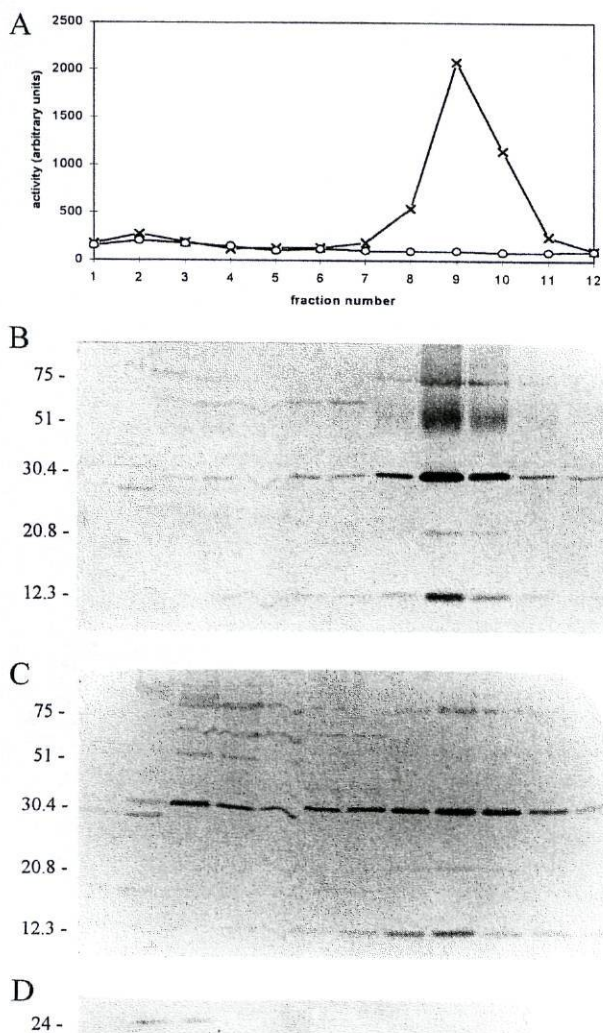 A
2500
2000
1500
1000
500
0
activity (arbitrary units)
1 2 3 4 5 6 7 8 9 10 11 12
fraction number
B
75 -
51 -
30.4 -
20.8 -
12.3 -
C
75 -
51 -
30.4 -
20.8 -
12.3 -
D
24 -